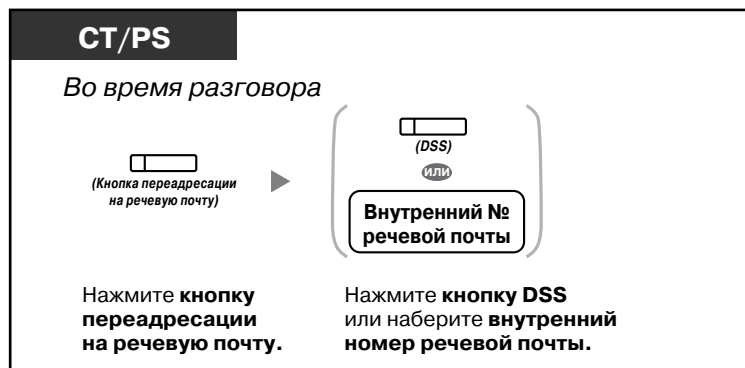 СТ/PS
Во время разговора
(DSS)
или
(Кнопка переадресации
на речевую почту)
Внутренний №
речевой почты
Нажмите кнопку
переадресации
на речевую почту.
Нажмите кнопку DSS
или наберите внутренний
номер речевой почты.